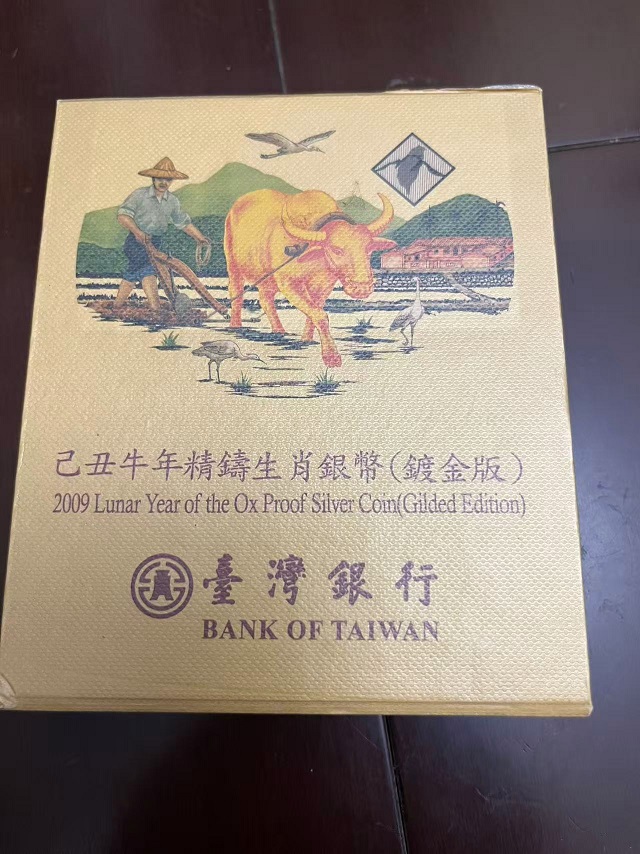 己丑牛年精鑄生肖銀幣(鍍金版)
2009 Lunar Year of the Ox Proof Silver Coin(Gilded Edition)
臺灣銀行
BANK OF TAIWAN